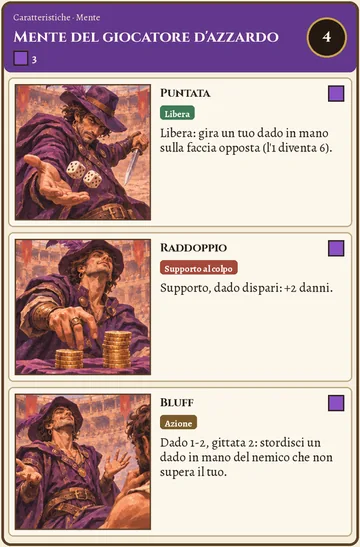 Caratteristiche · Mente
Mente del giocatore d'azzardo
4
3
Puntata
Libera
Libera: gira un tuo dado in mano
sulla faccia opposta (l'1 diventa 6).
Raddoppio
Supporto al colpo
Supporto, dado dispari: +2 danni.
Bluff
Azione
Dado 1-2, gittata 2: stordisci un
dado in mano del nemico che non
supera il tuo.